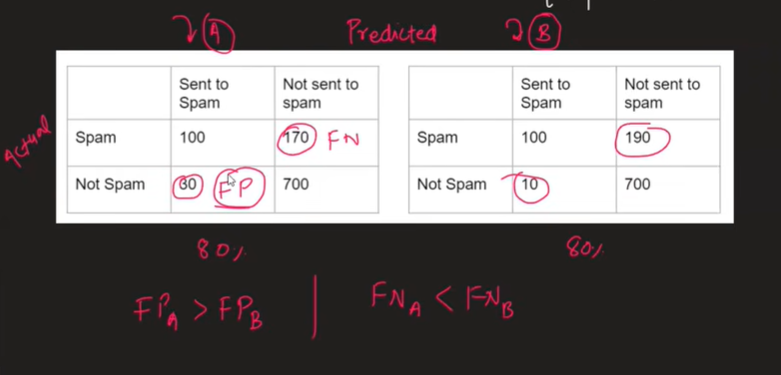 A Predicted B
Actual
Sent to Spam
Not sent to spam
Spam 100 170 FN
Not Spam 30 FP 700
80%
Sent to Spam
Not sent to spam
Spam 100 190
Not Spam 10 700
80%
FP_A > FP_B | FN_A < FN_B